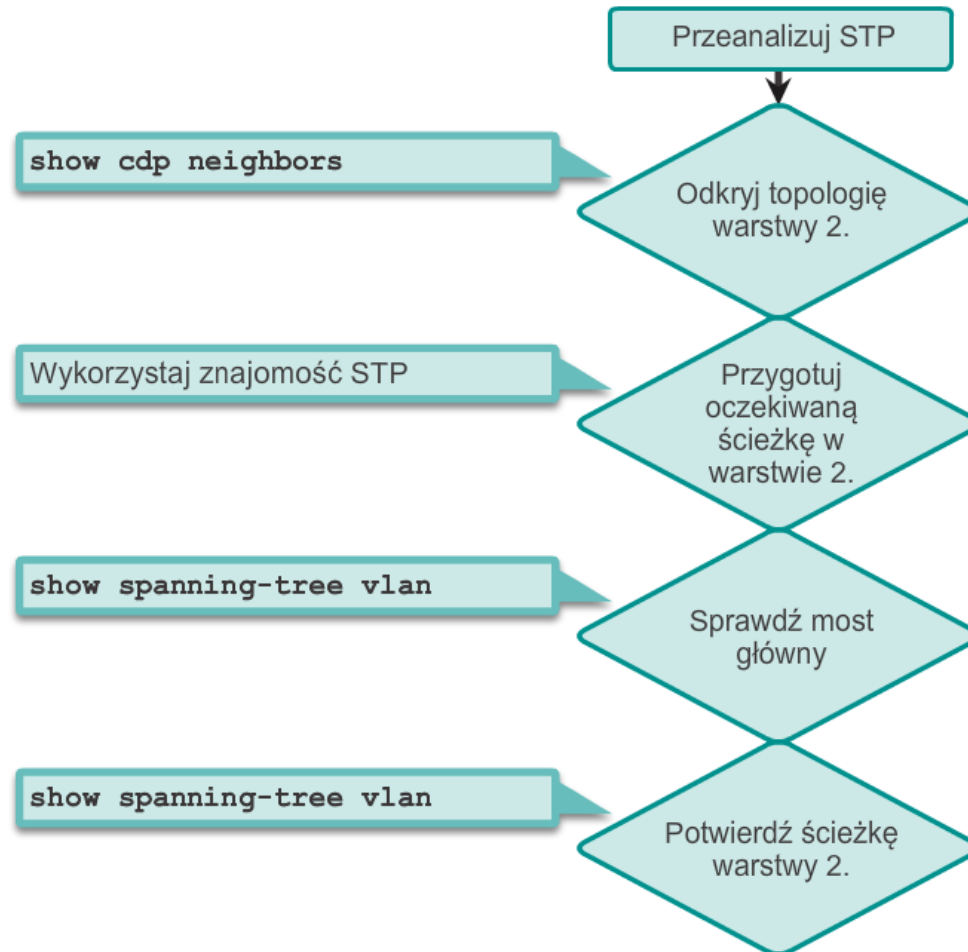 Przeanalizuj STP
show cdp neighbors
Odkryj topologię
warstwy 2.
Wykorzystaj znajomość STP
Przygotuj
oczekiwaną
ścieżkę w
warstwie 2.
show spanning-tree vlan
Sprawdź most
główny
show spanning-tree vlan
Potwierdź ścieżkę
warstwy 2.